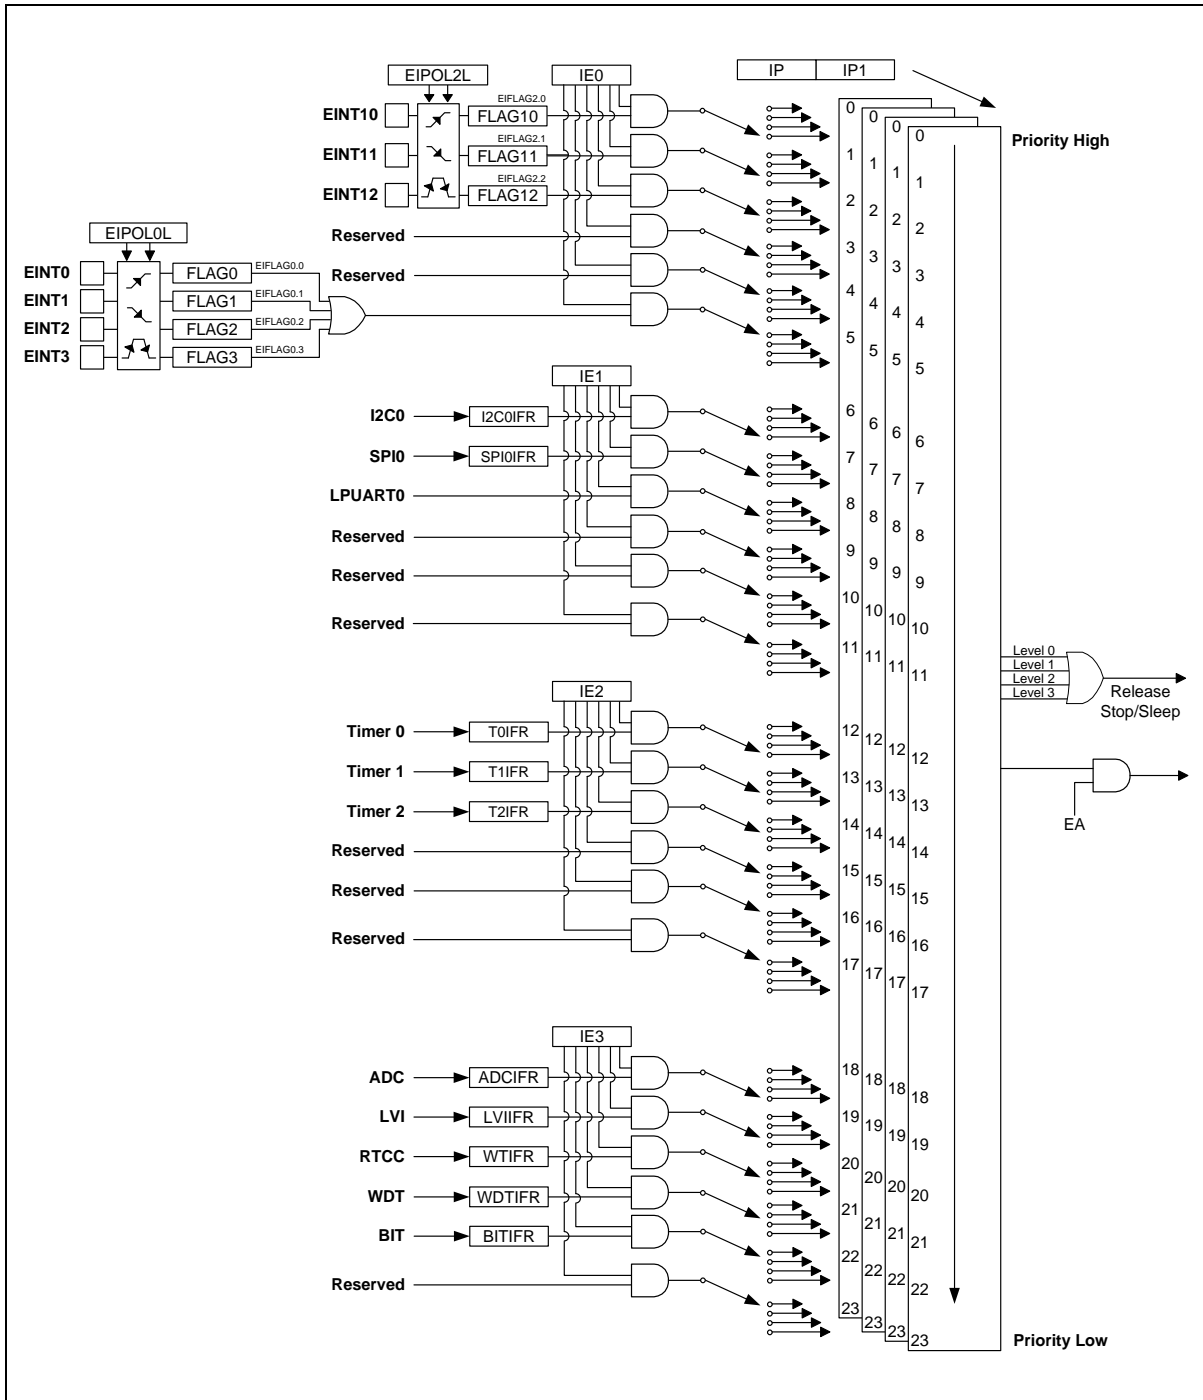 IP IP1
EIPOL2L
IE0
Priority High
EINT10 FLAG10 EIFLAG2.0
EINT11 FLAG11 EIFLAG2.1
EINT12 FLAG12 EIFLAG2.2
Reserved
Reserved
EIPOL0L
EINT0 FLAG0 EIFLAG0.0
EINT1 FLAG1 EIFLAG0.1
EINT2 FLAG2 EIFLAG0.2
EINT3 FLAG3 EIFLAG0.3
0 0 0 0
1 1 1 1
2 2 2 2
3 3 3 3
4 4 4 4
5 5 5 5
IE1
I2C0 I2C0IFR
SPI0 SPI0IFR
LPUART0
Reserved
Reserved
Reserved
6 6 6 6
7 7 7 7
8 8 8 8
9 9 9 9
10 10 10 10
11 11 11 11
Level 0
Level 1
Level 2
Level 3
Release
Stop/Sleep
EA
IE2
Timer 0 T0IFR
Timer 1 T1IFR
Timer 2 T2IFR
Reserved
Reserved
Reserved
12 12 12 12
13 13 13 13
14 14 14 14
15 15 15 15
16 16 16 16
17 17 17 17
IE3
ADC ADCIFR
LVI LVIIFR
RTCC WTIFR
WDT WDTIFR
BIT BITIFR
Reserved
18 18 18 18
19 19 19 19
20 20 20 20
21 21 21 21
22 22 22 22
23 23 23 23
Priority Low